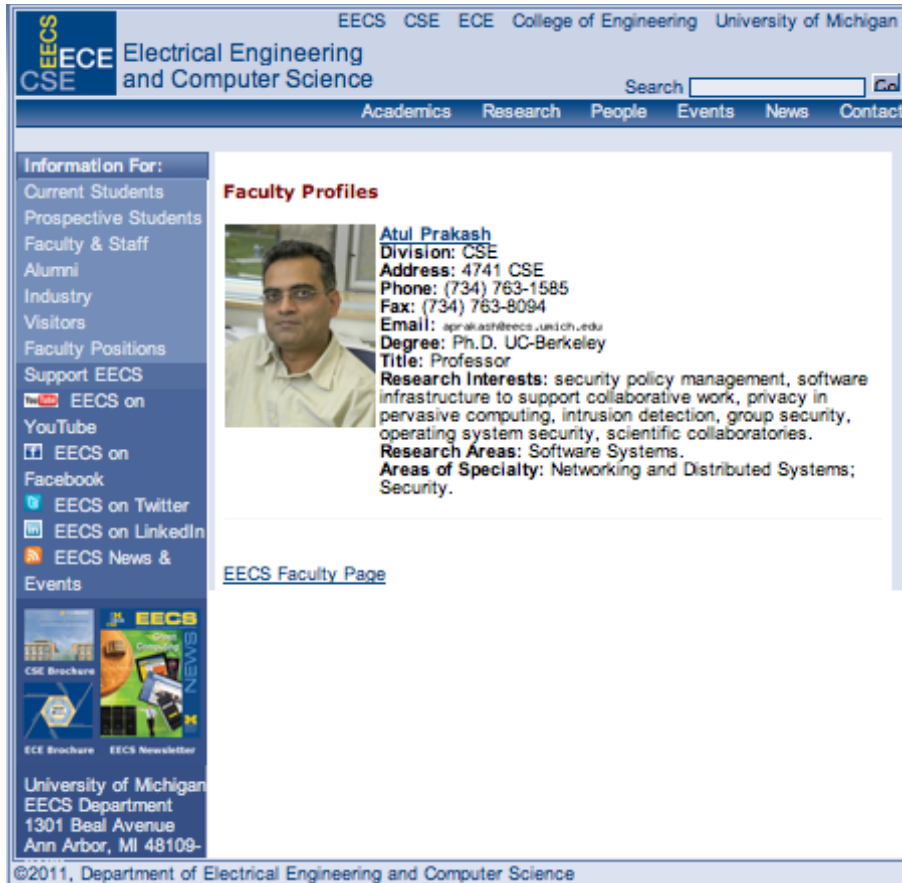 EECS CSE ECE College of Engineering University of Michigan
EECS
ECE
CSE
Electrical Engineering
and Computer Science
Search Go
Academics Research People Events News Contact
Information For:
Current Students
Prospective Students
Faculty & Staff
Alumni
Industry
Visitors
Faculty Positions
Support EECS
YouTube EECS on
YouTube
EECS on
Facebook
EECS on Twitter
EECS on LinkedIn
EECS News &
Events
EECS
Green
Computing
NEWS
CSE Brochure
ECE Brochure EECS Newsletter
University of Michigan
EECS Department
1301 Beal Avenue
Ann Arbor, MI 48109-
Faculty Profiles
Atul Prakash
Division: CSE
Address: 4741 CSE
Phone: (734) 763-1585
Fax: (734) 763-8094
Email: aprakash@eecs.umich.edu
Degree: Ph.D. UC-Berkeley
Title: Professor
Research Interests: security policy management, software
infrastructure to support collaborative work, privacy in
pervasive computing, intrusion detection, group security,
operating system security, scientific collaboratories.
Research Areas: Software Systems.
Areas of Specialty: Networking and Distributed Systems;
Security.
EECS Faculty Page
©2011, Department of Electrical Engineering and Computer Science